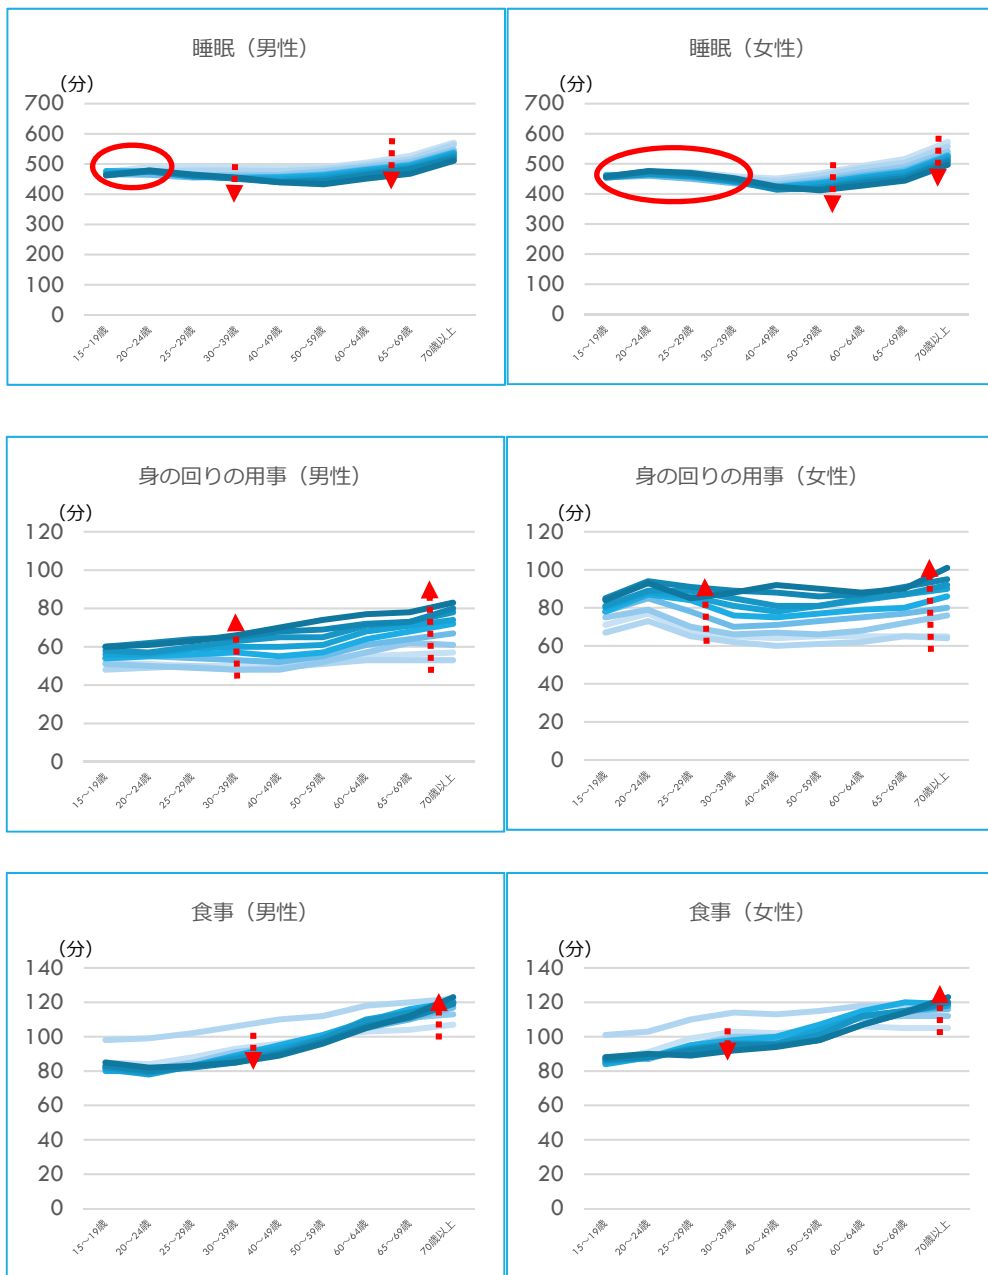 睡眠（男性）
（分）
700
600
500
400
300
200
100
0
15～19歳
20～24歳
25～29歳
30～39歳
40～49歳
50～59歳
60～64歳
65～69歳
70歳以上
睡眠（女性）
（分）
700
600
500
400
300
200
100
0
15～19歳
20～24歳
25～29歳
30～39歳
40～49歳
50～59歳
60～64歳
65～69歳
70歳以上
身の回りの用事（男性）
（分）
120
100
80
60
40
20
0
15～19歳
20～24歳
25～29歳
30～39歳
40～49歳
50～59歳
60～64歳
65～69歳
70歳以上
身の回りの用事（女性）
（分）
120
100
80
60
40
20
0
15～19歳
20～24歳
25～29歳
30～39歳
40～49歳
50～59歳
60～64歳
65～69歳
70歳以上
食事（男性）
（分）
140
120
100
80
60
40
20
0
15～19歳
20～24歳
25～29歳
30～39歳
40～49歳
50～59歳
60～64歳
65～69歳
70歳以上
食事（女性）
（分）
140
120
100
80
60
40
20
0
15～19歳
20～24歳
25～29歳
30～39歳
40～49歳
50～59歳
60～64歳
65～69歳
70歳以上